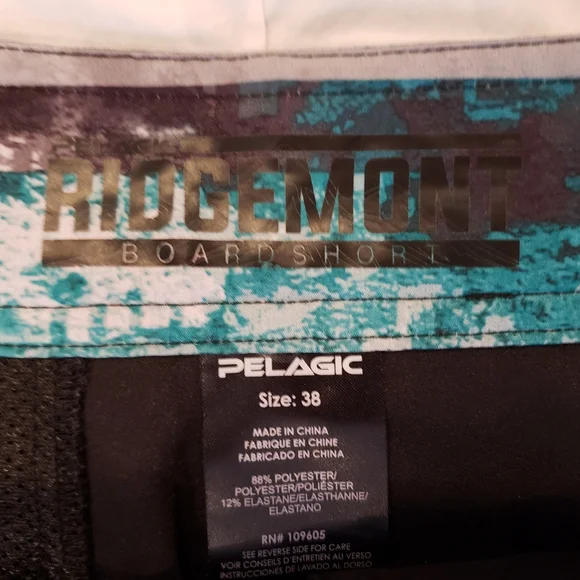 RIDGEMONT
BOARDSHORT
PELAGIC
Size: 38
MADE IN CHINA
FABRIQUE EN CHINE
FABRICADO EN CHINA
88% POLYESTER/
POLYESTER/POLIÉSTER
12% ELASTANE/ELASTHANNE/
ELASTANO
RN# 109605
SEE REVERSE SIDE FOR CARE
VOIR CONSEILS D'ENTRETIEN AU VERSO
INSTRUCCIONES DE LAVADO AL DORSO